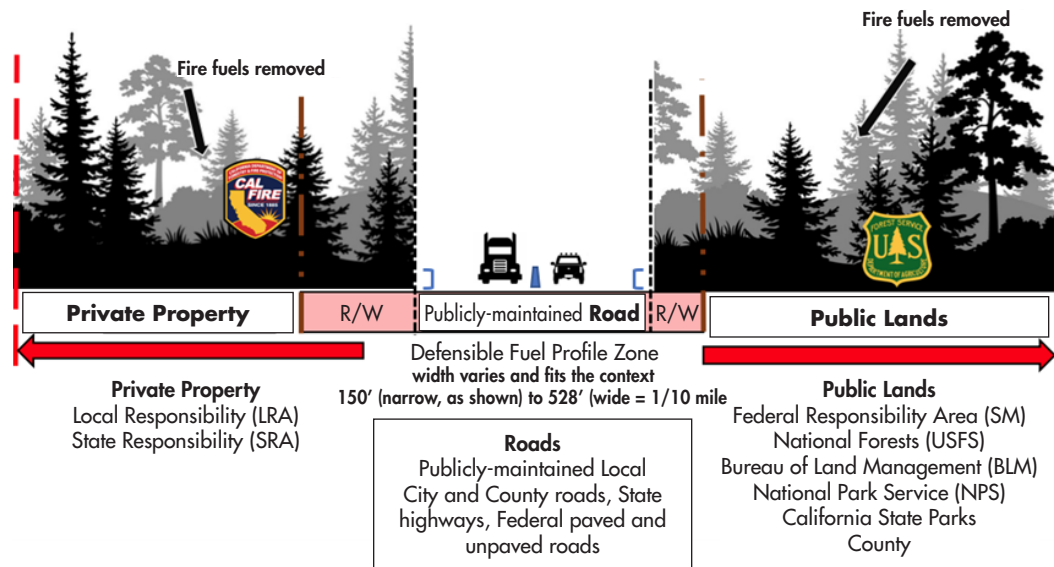 Fire fuels removed
Fire fuels removed
CAL
FIRE
SINCE 1885
FOREST SERVICE
U S
DEPARTMENT OF AGRICULTURE
Private Property
R/W
Publicly-maintained Road
R/W
Public Lands
Defensible Fuel Profile Zone
width varies and fits the context
150’ (narrow, as shown) to 528’ (wide = 1/10 mile
Private Property
Local Responsibility (LRA)
State Responsibility (SRA)
Roads
Publicly-maintained Local
City and County roads, State
highways, Federal paved and
unpaved roads
Public Lands
Federal Responsibility Area (SM)
National Forests (USFS)
Bureau of Land Management (BLM)
National Park Service (NPS)
California State Parks
County